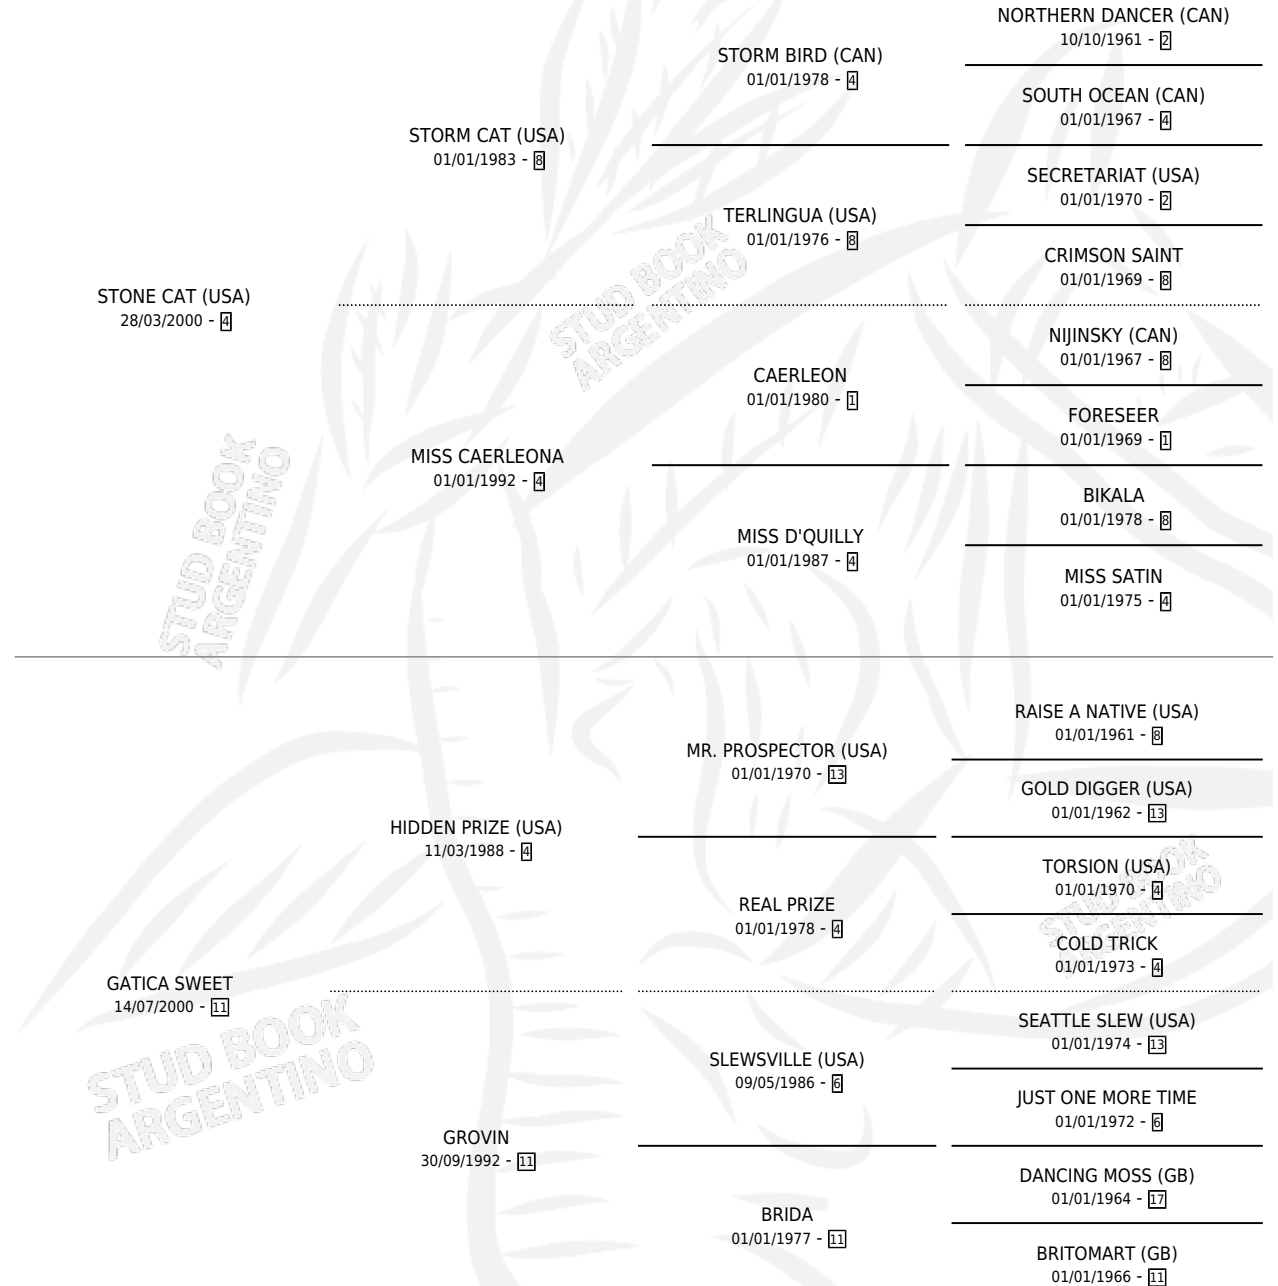 NORTHERN DANCER (CAN)
10/10/1961 - 2
STORM BIRD (CAN)
01/01/1978 - 4
SOUTH OCEAN (CAN)
01/01/1967 - 4
STORM CAT (USA)
01/01/1983 - 8
SECRETARIAT (USA)
01/01/1970 - 2
TERLINGUA (USA)
01/01/1976 - 8
CRIMSON SAINT
01/01/1969 - 8
STONE CAT (USA)
28/03/2000 - 4
NIJINSKY (CAN)
01/01/1967 - 8
CAERLEON
01/01/1980 - 1
FORESEER
01/01/1969 - 1
MISS CAERLEONA
01/01/1992 - 4
BIKALA
01/01/1978 - 8
MISS D'QUILLY
01/01/1987 - 4
MISS SATIN
01/01/1975 - 4
RAISE A NATIVE (USA)
01/01/1961 - 8
MR. PROSPECTOR (USA)
01/01/1970 - 13
GOLD DIGGER (USA)
01/01/1962 - 13
HIDDEN PRIZE (USA)
11/03/1988 - 4
TORSION (USA)
01/01/1970 - 4
REAL PRIZE
01/01/1978 - 4
COLD TRICK
01/01/1973 - 4
GATICA SWEET
14/07/2000 - 11
SEATTLE SLEW (USA)
01/01/1974 - 13
SLEWSVILLE (USA)
09/05/1986 - 6
JUST ONE MORE TIME
01/01/1972 - 6
GROVIN
30/09/1992 - 11
DANCING MOSS (GB)
01/01/1964 - 17
BRIDA
01/01/1977 - 11
BRITOMART (GB)
01/01/1966 - 11
STUD BOOK
ARGENTINO
STUD BOOK
ARGENTINO
STUD BOOK
ARGENTINO
STUD BOOK
ARGENTINO